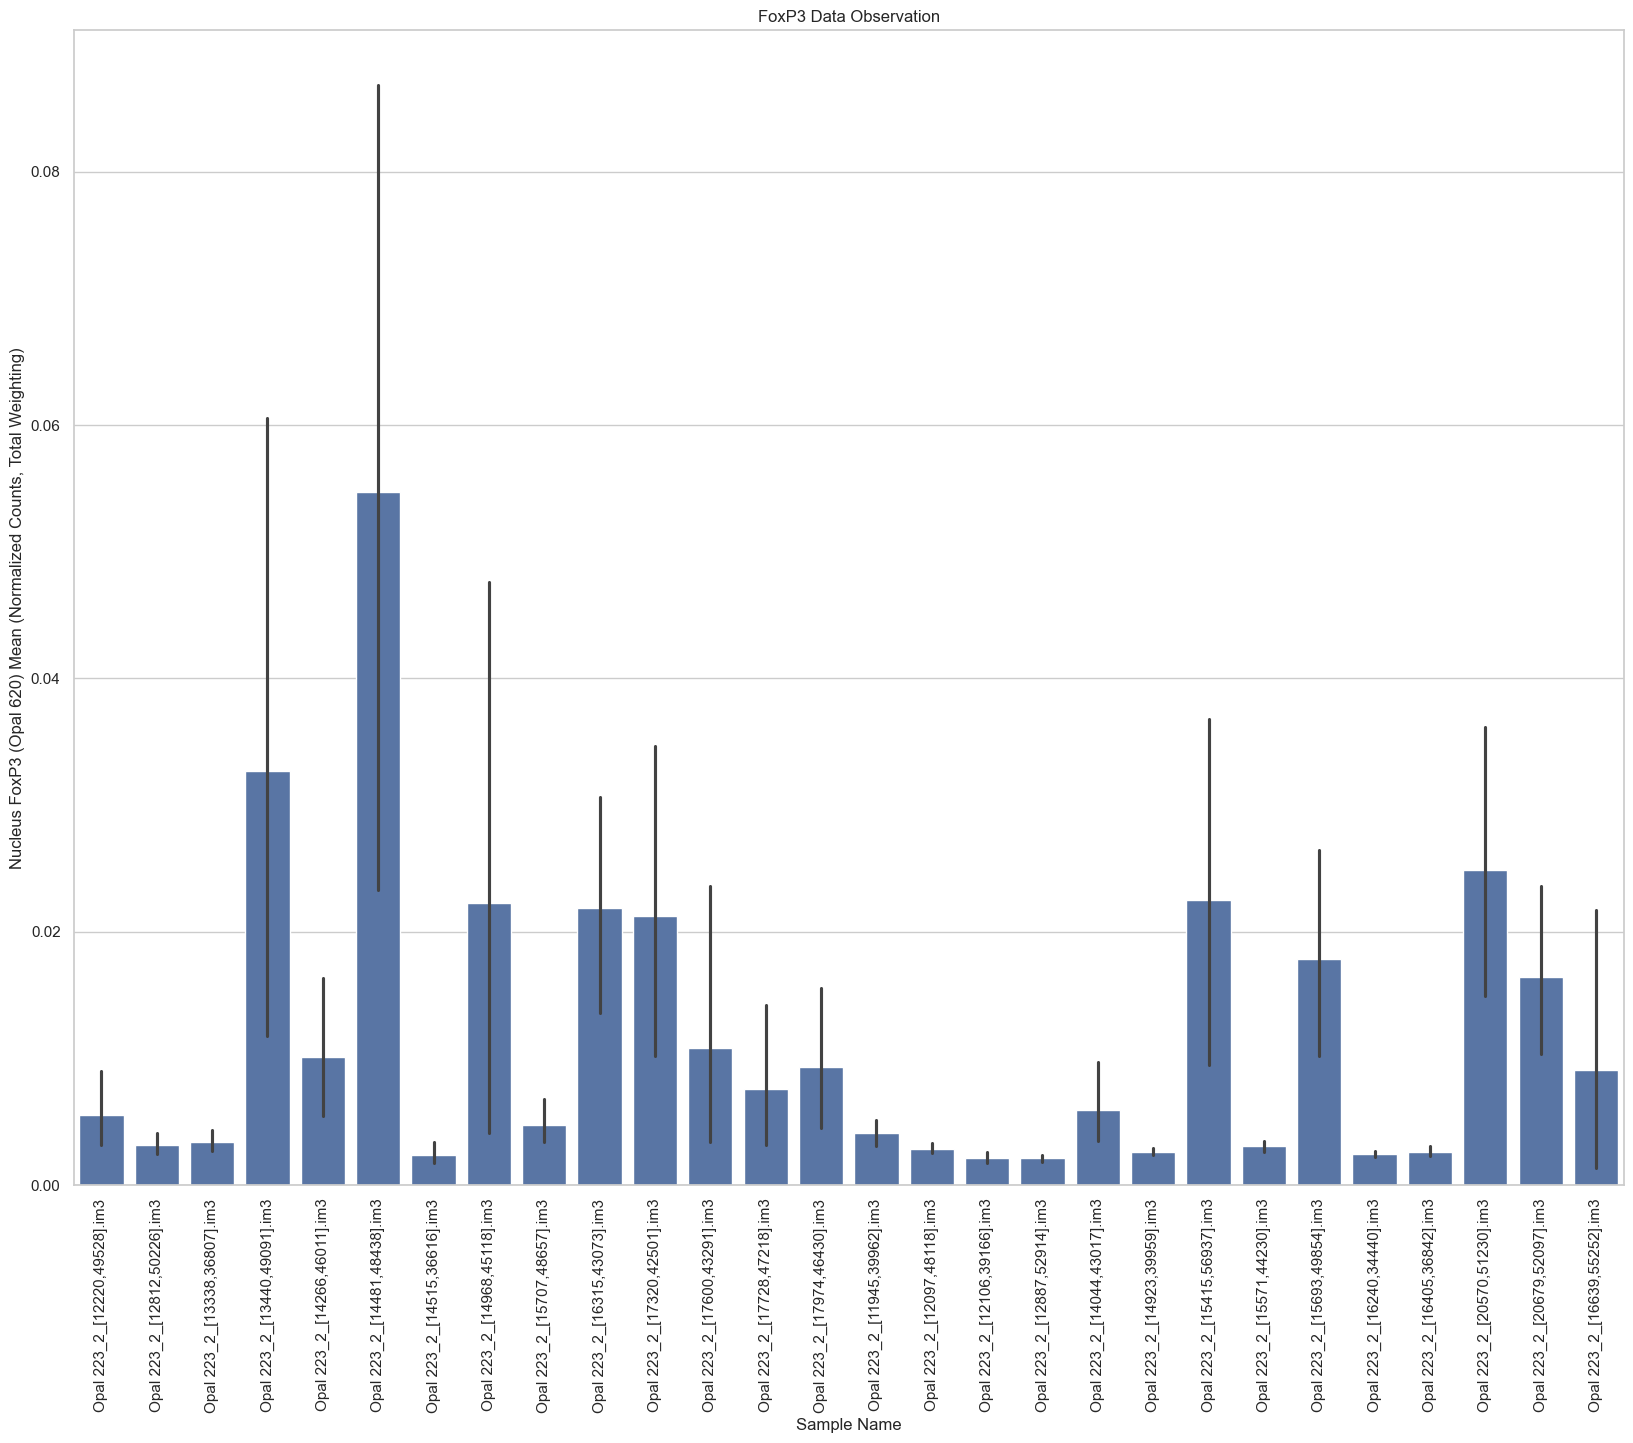 FoxP3 Data Observation
Nucleus FoxP3 (Opal 620) Mean (Normalized Counts, Total Weighting)
0.08
0.06
0.04
0.02
0.00
Opal 223_2_[12220,49528].im3
Opal 223_2_[12812,50226].im3
Opal 223_2_[13338,36807].im3
Opal 223_2_[13440,49091].im3
Opal 223_2_[14266,46011].im3
Opal 223_2_[14481,48438].im3
Opal 223_2_[14515,36616].im3
Opal 223_2_[14968,45118].im3
Opal 223_2_[15707,48657].im3
Opal 223_2_[16315,43073].im3
Opal 223_2_[17320,42501].im3
Opal 223_2_[17600,43291].im3
Opal 223_2_[17728,47218].im3
Opal 223_2_[17974,46430].im3
Opal 223_2_[11945,39962].im3
Opal 223_2_[12097,48118].im3
Opal 223_2_[12106,39166].im3
Opal 223_2_[12887,52914].im3
Opal 223_2_[14044,43017].im3
Opal 223_2_[14923,39959].im3
Opal 223_2_[15415,56937].im3
Opal 223_2_[15571,44230].im3
Opal 223_2_[15693,49854].im3
Opal 223_2_[16240,34440].im3
Opal 223_2_[16405,36842].im3
Opal 223_2_[20570,51230].im3
Opal 223_2_[20679,52097].im3
Opal 223_2_[16639,55252].im3
Sample Name